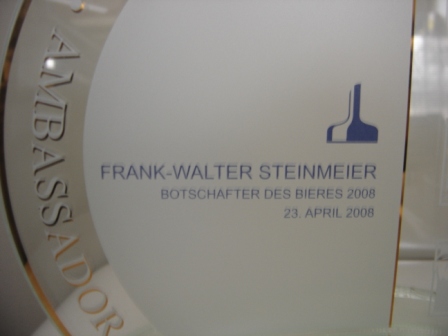 AMBASSADOR
FRANK-WALTER STEINMEIER
BOTSCHAFTER DES BIERES 2008
23. APRIL 2008